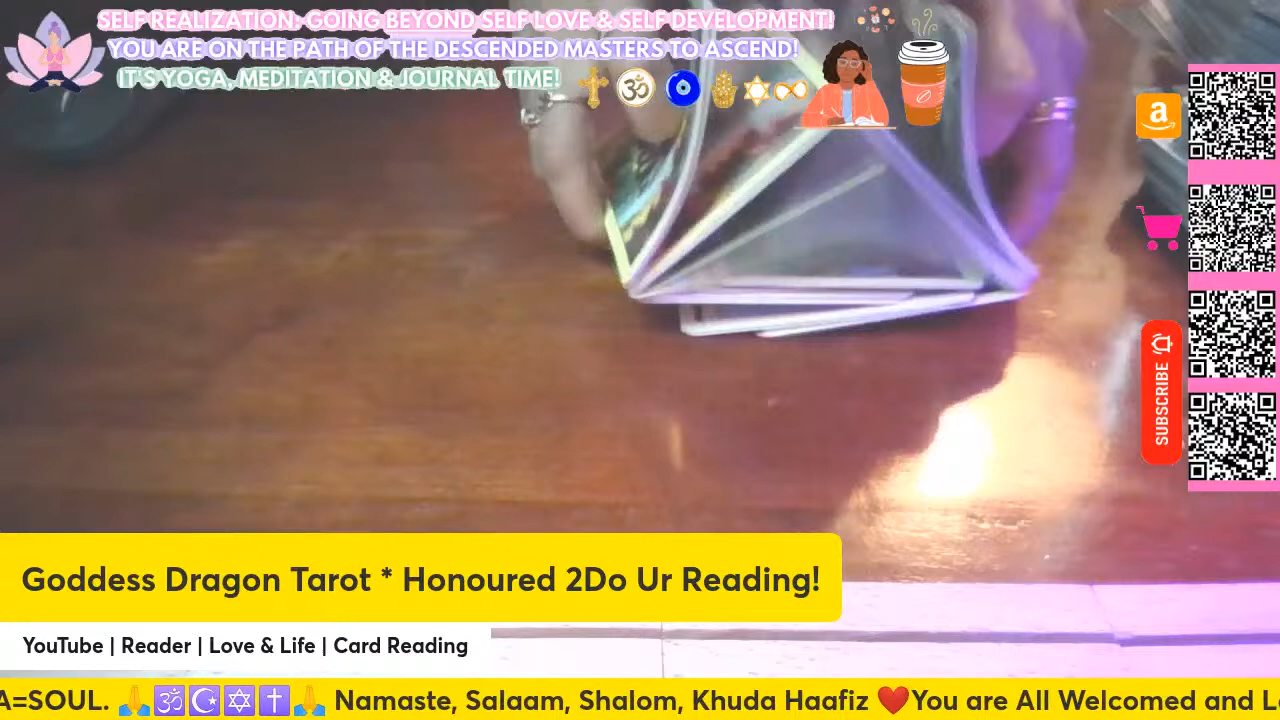 SELF REALIZATION: GOING BEYOND SELF LOVE & SELF DEVELOPMENT!
YOU ARE ON THE PATH OF THE DESCENDED MASTERS TO ASCEND!
IT'S YOGA, MEDITATION & JOURNAL TIME!
SUBSCRIBE
Goddess Dragon Tarot * Honoured 2Do Ur Reading!
YouTube | Reader | Love & Life | Card Reading
A=SOUL. 🙏🕉☪✡✝🙏 Namaste, Salaam, Shalom, Khuda Haafiz ❤️You are All Welcomed and